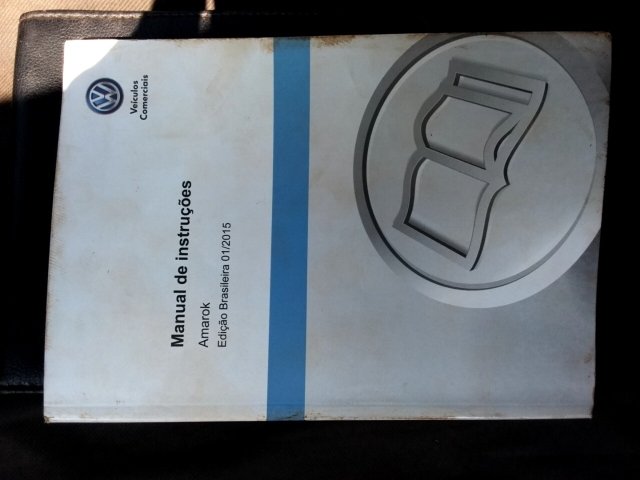 Veículos
Comerciais
Manual de instruções
Amarok
Edição Brasileira 01/2015